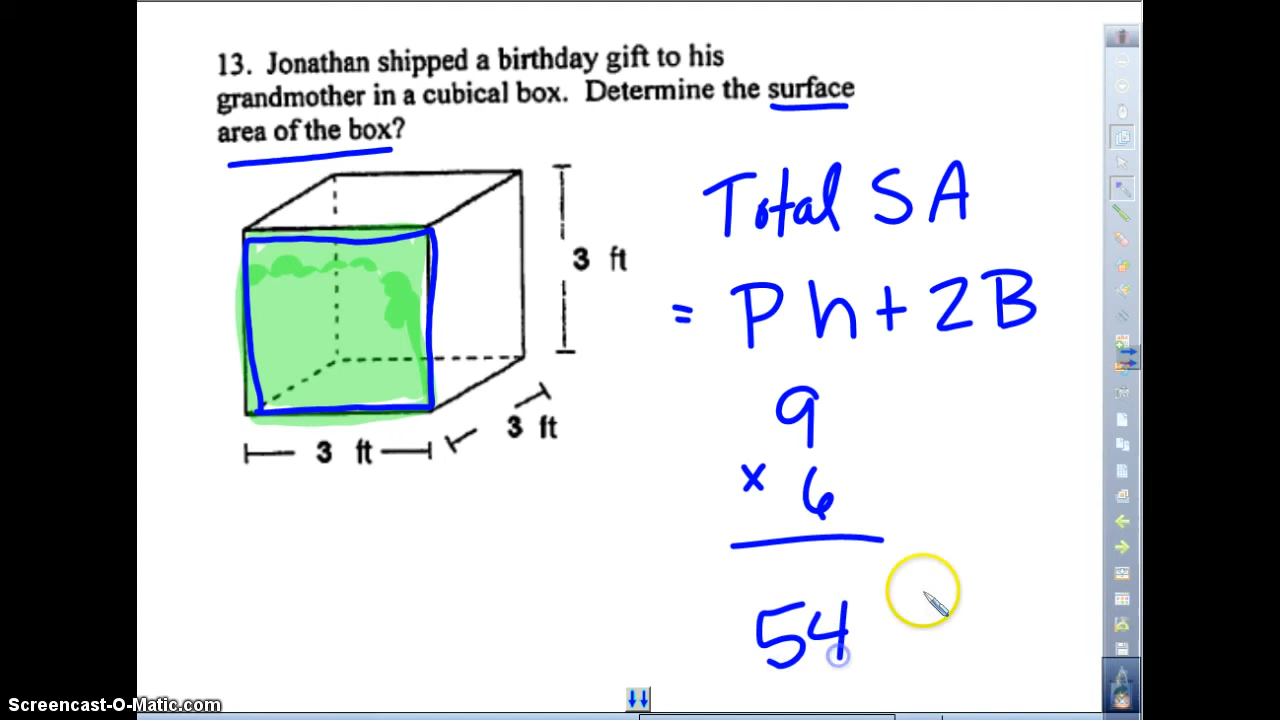 13. Jonathan shipped a birthday gift to his
grandmother in a cubical box. Determine the surface
area of the box?
3 ft
3 ft
3 ft
Total SA
= Ph + 2B
9
x 6
54
Screencast-O-Matic.com